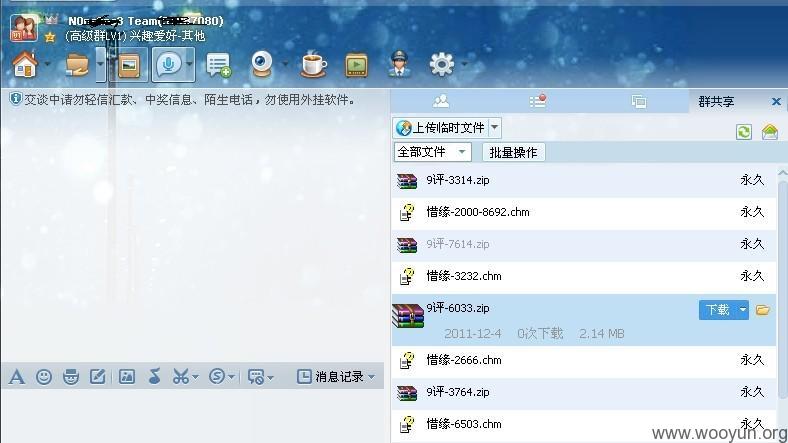 Team( 080)
(高级群LV1) 兴趣爱好-其他
交谈中请勿轻信汇款、中奖信息、陌生电话，勿使用外挂软件。
群共享
上传临时文件
全部文件 批量操作
9评-3314.zip 永久
惜缘-2000-8692.chm 永久
9评-7614.zip 永久
惜缘-3232.chm 永久
9评-6033.zip 下载
2011-12-4 0次下载 2.14 MB
惜缘-2666.chm 永久
9评-3764.zip 永久
惜缘-6503.chm 永久
消息记录
www.wooyun.org